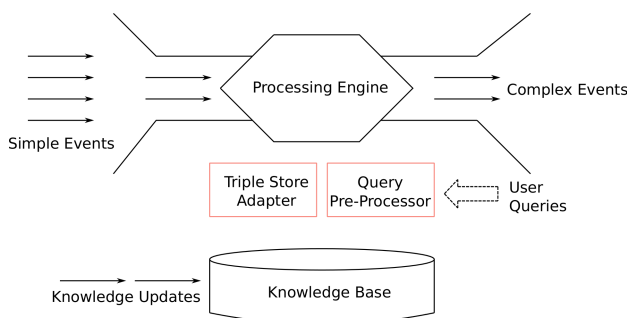 Processing Engine
Complex Events
Simple Events
Triple Store
Adapter
Query
Pre-Processor
User
Queries
Knowledge Updates
Knowledge Base